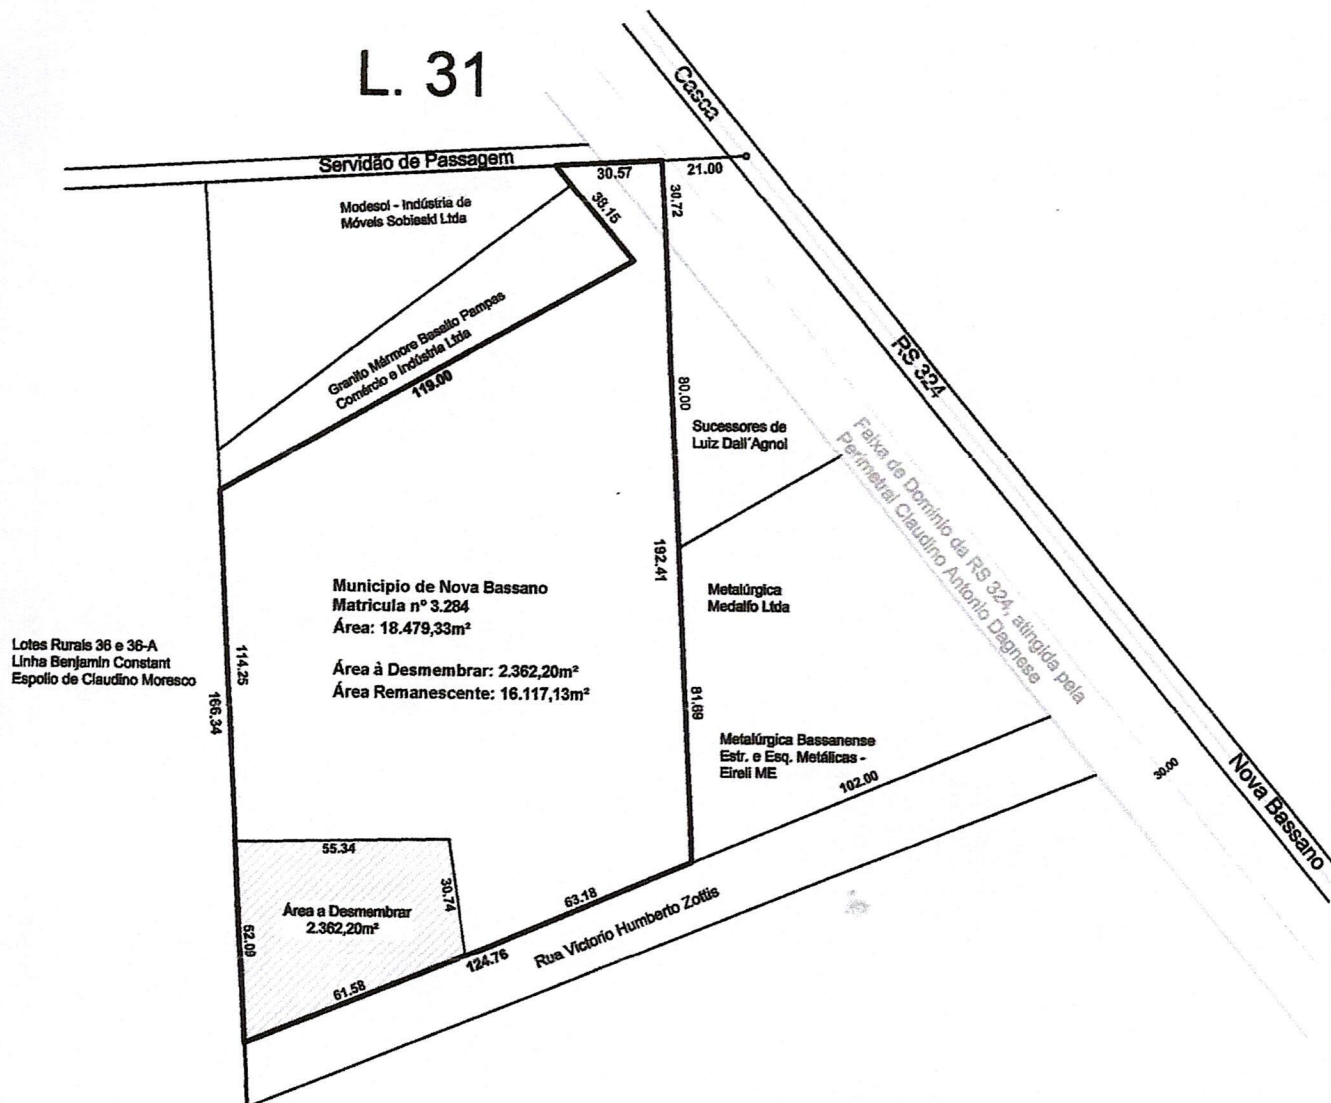 L. 31
Casca
Servidão de Passagem
30.57
21.00
Modesol - Indústria de
Móveis Sobieski Ltda
38.15
30.72
Granito Mármore Basalto Pampas
Comércio e Indústria Ltda
119.00
RS 324
80.00
Sucessores de
Luiz Dall'Agnol
Faixa de Domínio da RS 324, atingida pela
Perimetral Claudino Antonio Dagnese
192.41
Municipio de Nova Bassano
Matricula nº 3.284
Área: 18.479,33m²
Área à Desmembrar: 2.362,20m²
Área Remanescente: 16.117,13m²
Metalúrgica
Medalfo Ltda
Lotes Rurais 36 e 36-A
Linha Benjamin Constant
Espolio de Claudino Moresco
114.25
166.34
81.69
Metalúrgica Bassanense
Estr. e Esq. Metálicas -
Eireli ME
102.00
30.00
Nova Bassano
55.34
30.74
Área a Desmembrar
2.362,20m²
52.09
63.18
61.58
124.76
Rua Victorio Humberto Zottis